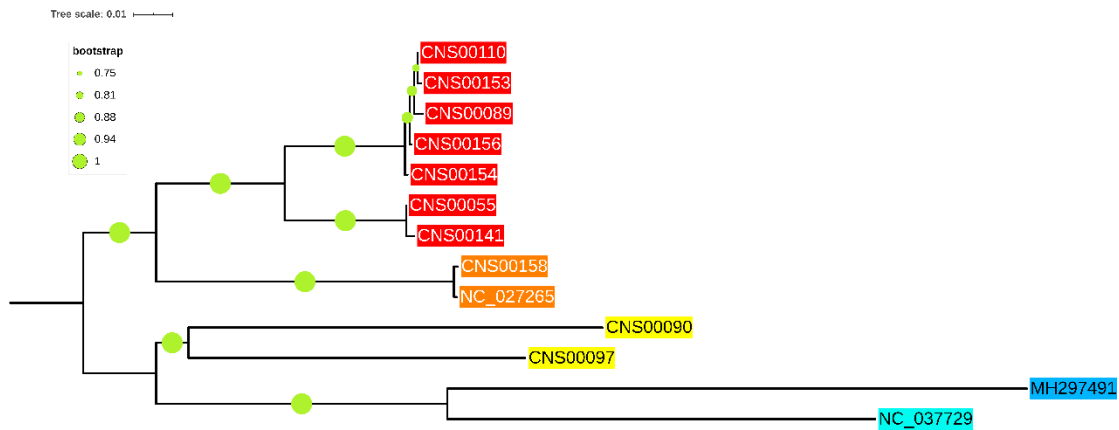 Tree scale: 0.01
bootstrap
0.75
0.81
0.88
0.94
1
CNS00110
CNS00153
CNS00089
CNS00156
CNS00154
CNS00055
CNS00141
CNS00158
NC_027265
CNS00090
CNS00097
MH297491
NC_037729